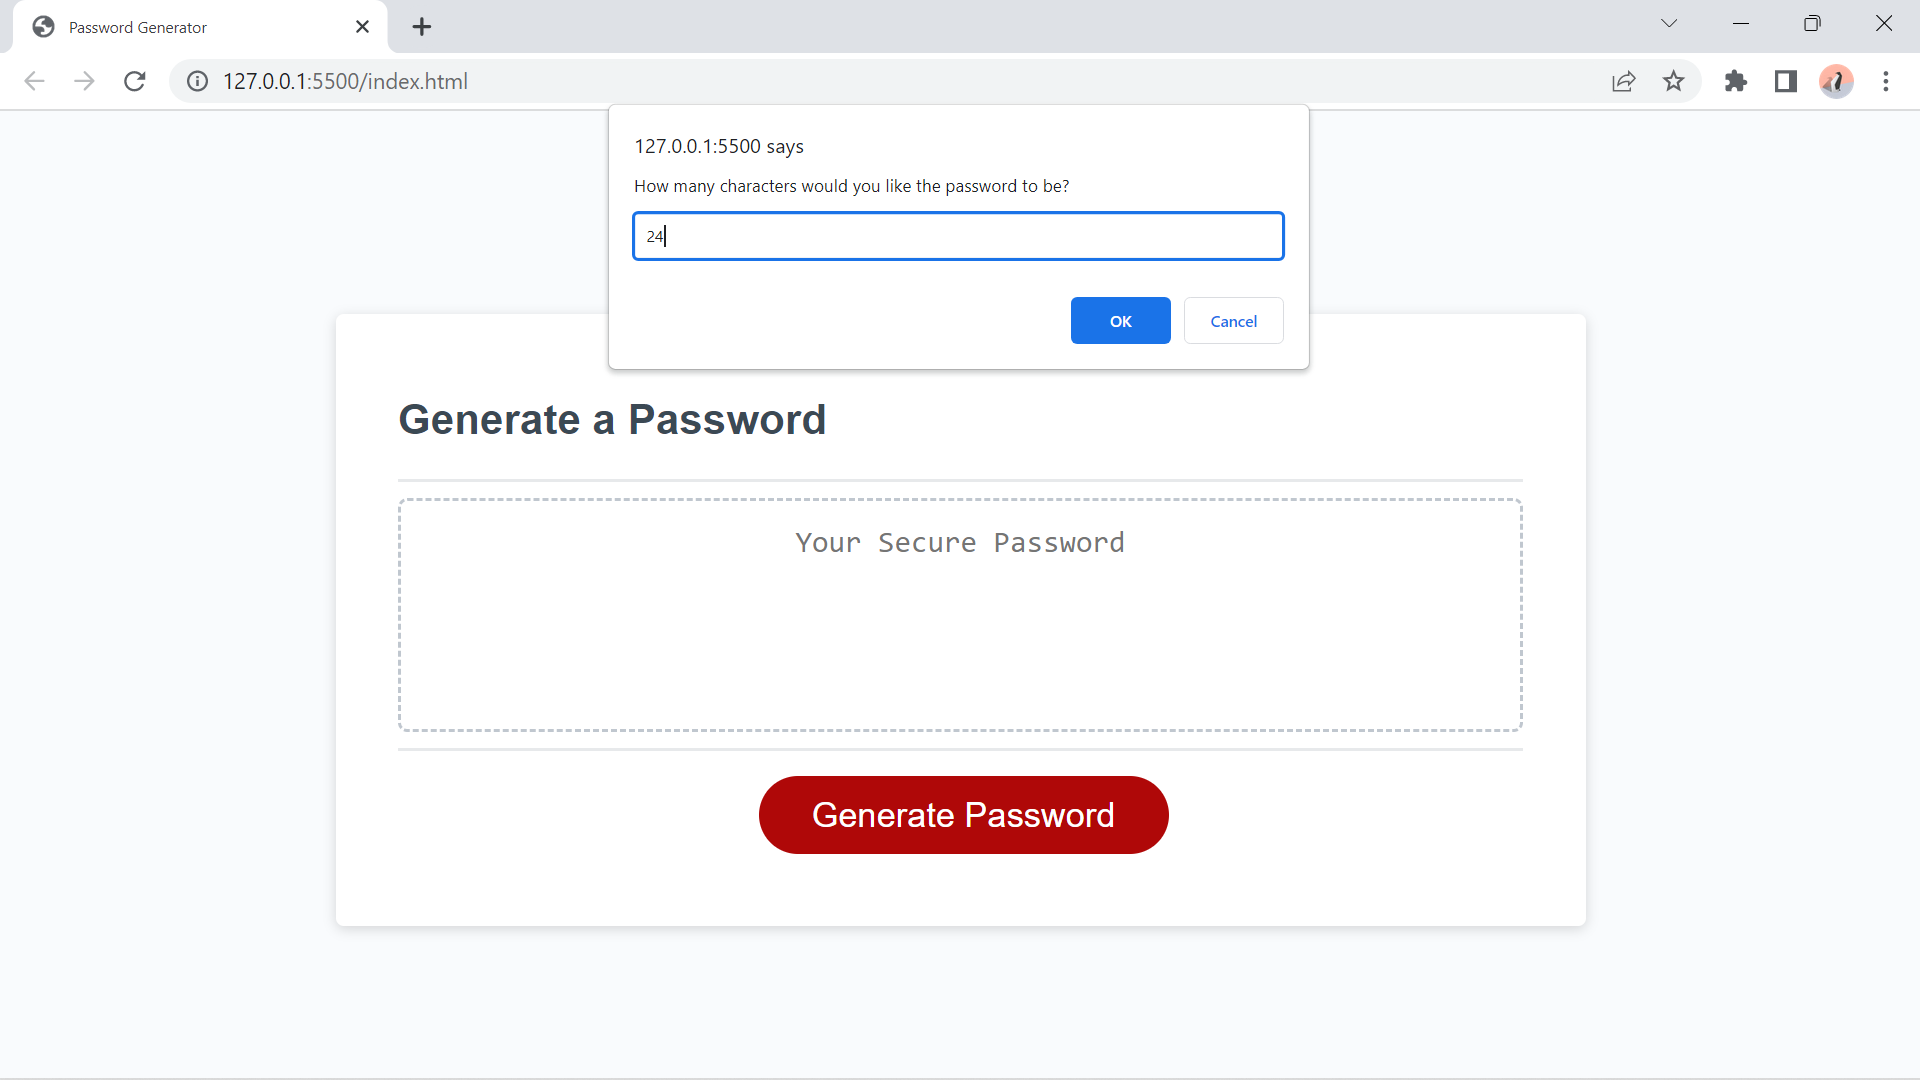 Password Generator
127.0.0.1:5500/index.html
127.0.0.1:5500 says
How many characters would you like the password to be?
24
OK Cancel
Generate a Password
Your Secure Password
Generate Password